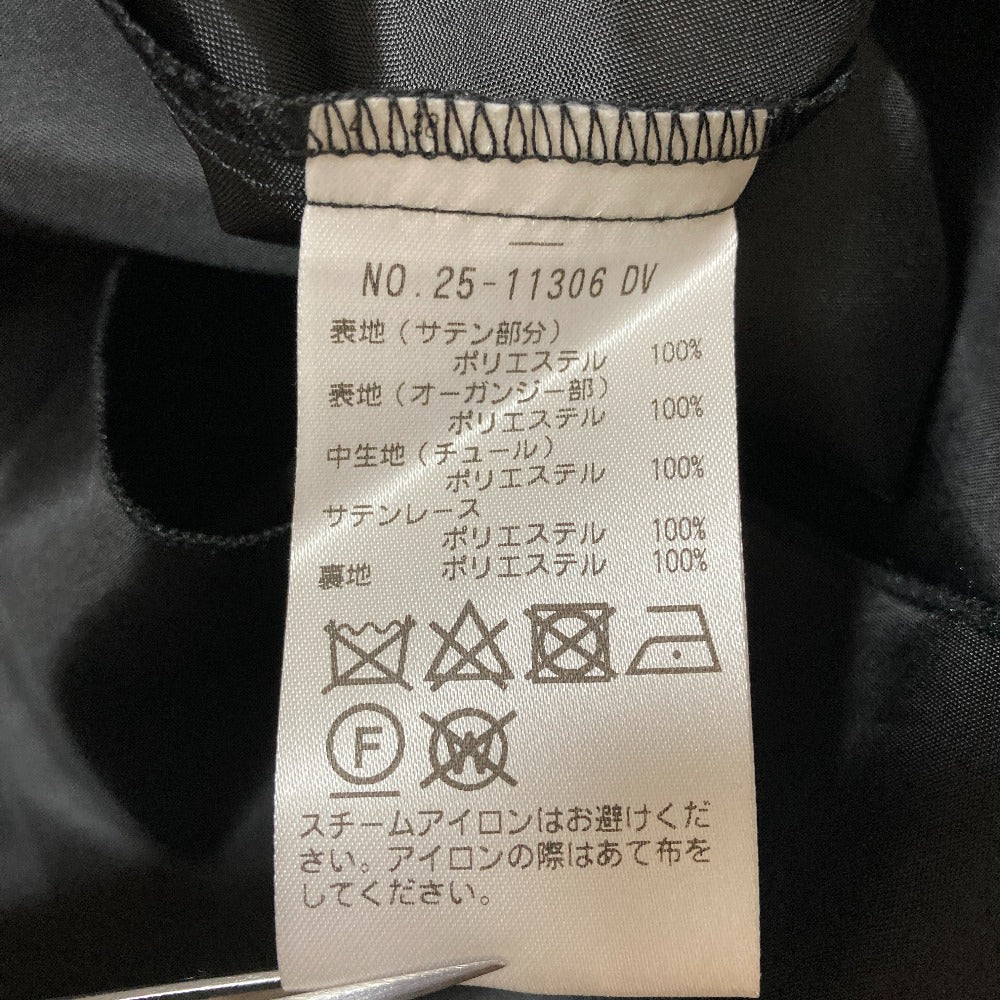 38
NO. 25-11306 DV
表地(サテン部分)
ポリエステル 100%
表地(オーガンジー部)
ポリエステル 100%
中生地(チュール)
ポリエステル 100%
サテンレース
ポリエステル 100%
裏地 ポリエステル 100%
F W
スチームアイロンはお避けくだ
さい。アイロンの際はあて布を
してください。